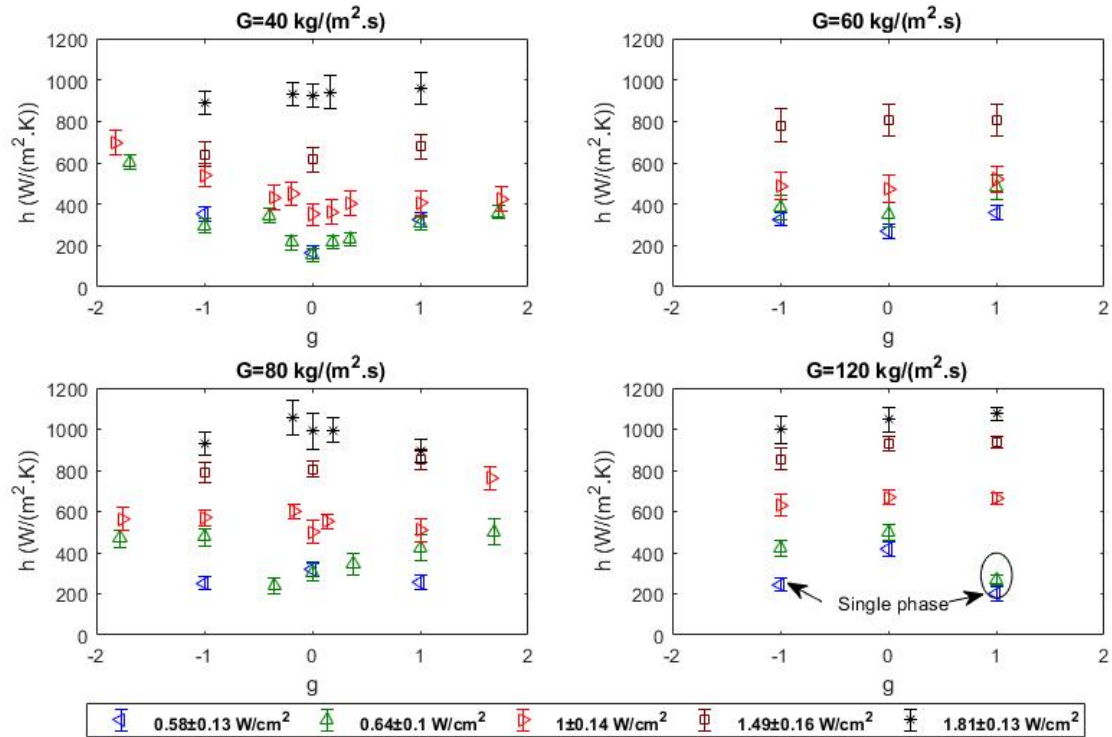 G=40 kg/(m².s)
1200
1000
800
600
400
200
0
h (W/(m².K))
-2 -1 0 1 2
g
G=60 kg/(m².s)
1200
1000
800
600
400
200
0
h (W/(m².K))
-2 -1 0 1 2
g
G=80 kg/(m².s)
1200
1000
800
600
400
200
0
h (W/(m².K))
-2 -1 0 1 2
g
G=120 kg/(m².s)
1200
1000
800
600
400
200
0
h (W/(m².K))
Single phase
-2 -1 0 1 2
g
0.58±0.13 W/cm² 0.64±0.1 W/cm² 1±0.14 W/cm² 1.49±0.16 W/cm² 1.81±0.13 W/cm²